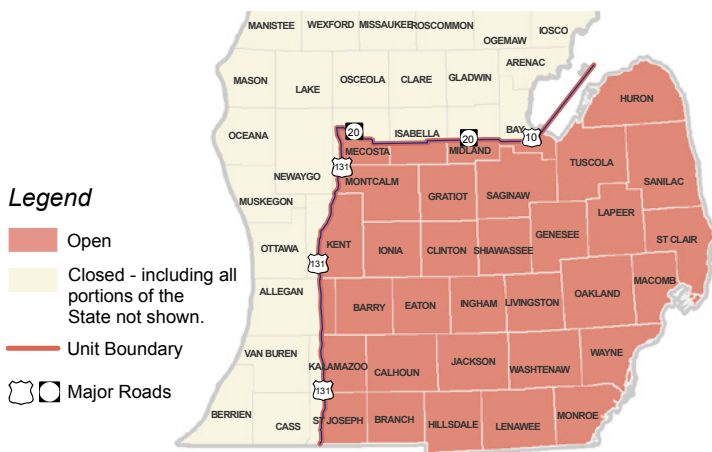 MANISTEE WEXFORD MISSAUKEE ROSCOMMON
OGEMAW IOSCO
ARENAC
MASON LAKE OSCEOLA CLARE GLADWIN
HURON
OCEANA 20 ISABELLA 20 BAY 10
MECOSTA MIDLAND
131 TUSCOLA
NEWAYGO MONTCALM SANILAC
GRATIOT SAGINAW
MUSKEGON LAPEER
GENESEE
OTTAWA KENT IONIA CLINTON SHIAWASSEE ST CLAIR
131
ALLEGAN OAKLAND MACOMB
BARRY EATON INGHAM LIVINGSTON
VAN BUREN WAYNE
KALAMAZOO CALHOUN JACKSON WASHTENAW
131
BERRIEN CASS ST JOSEPH BRANCH HILLSDALE LENAWEE MONROE
Legend
Open
Closed - including all
portions of the
State not shown.
Unit Boundary
Major Roads